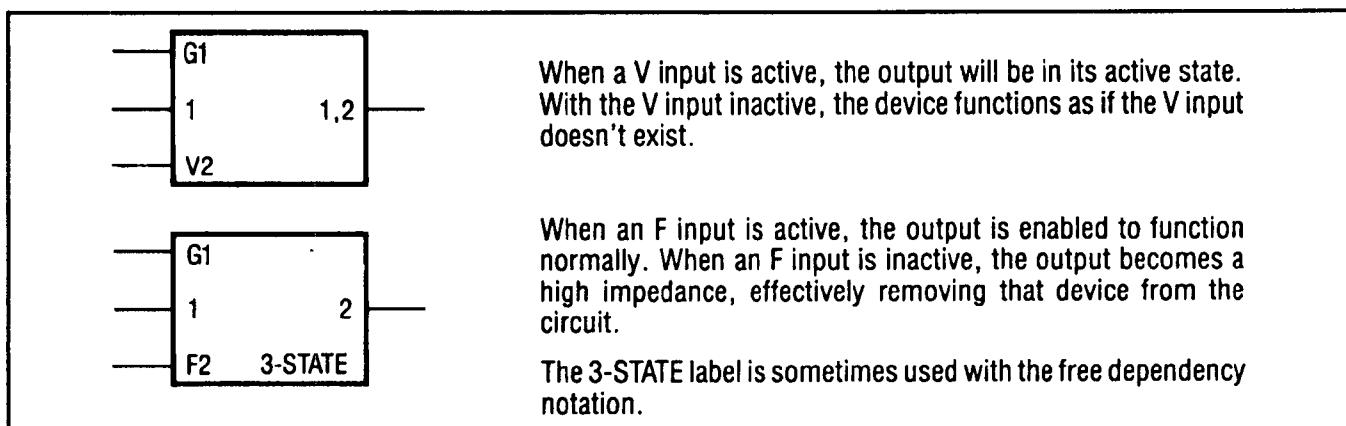 G1
1 1,2
V2
When a V input is active, the output will be in its active state.
With the V input inactive, the device functions as if the V input
doesn't exist.
G1
1 2
F2 3-STATE
When an F input is active, the output is enabled to function
normally. When an F input is inactive, the output becomes a
high impedance, effectively removing that device from the
circuit.
The 3-STATE label is sometimes used with the free dependency
notation.